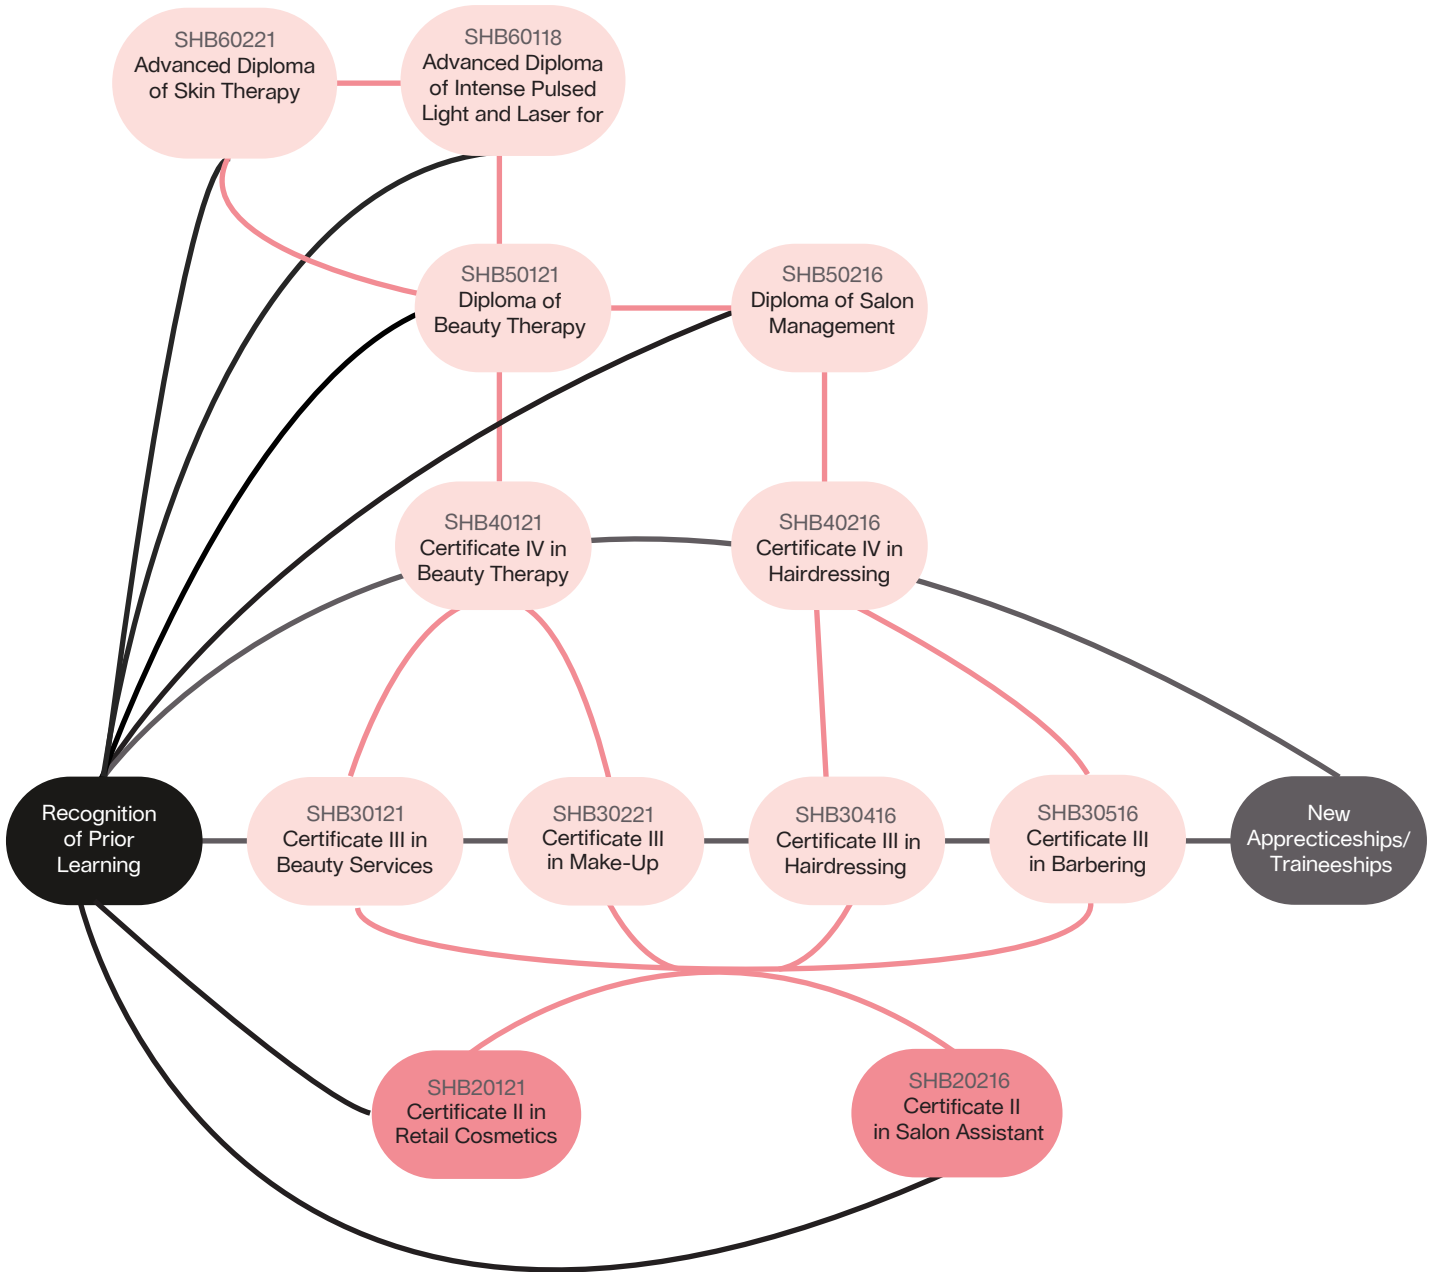 SHB60221
Advanced Diploma
of Skin Therapy
SHB60118
Advanced Diploma
of Intense Pulsed
Light and Laser for
SHB50121
Diploma of
Beauty Therapy
SHB50216
Diploma of Salon
Management
SHB40121
Certificate IV in
Beauty Therapy
SHB40216
Certificate IV in
Hairdressing
Recognition
of Prior
Learning
SHB30121
Certificate III in
Beauty Services
SHB30221
Certificate III
in Make-Up
SHB30416
Certificate III in
Hairdressing
SHB30516
Certificate III
in Barbering
New
Apprecticeships/
Traineeships
SHB20121
Certificate II in
Retail Cosmetics
SHB20216
Certificate II
in Salon Assistant